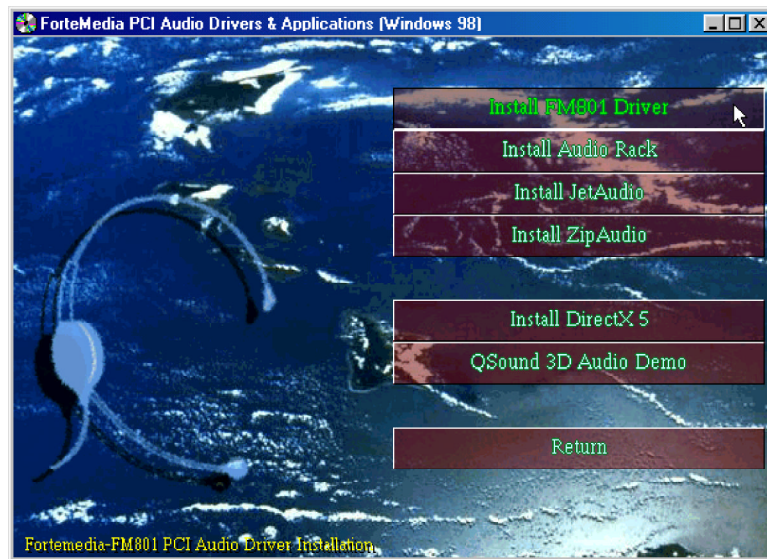 ForteMedia PCI Audio Drivers & Applications (Windows 98)
Install FM801 Driver
Install Audio Rack
Install JetAudio
Install ZipAudio
Install DirectX 5
QSound 3D Audio Demo
Return
Fortemedia-FM801 PCI Audio Driver Installation